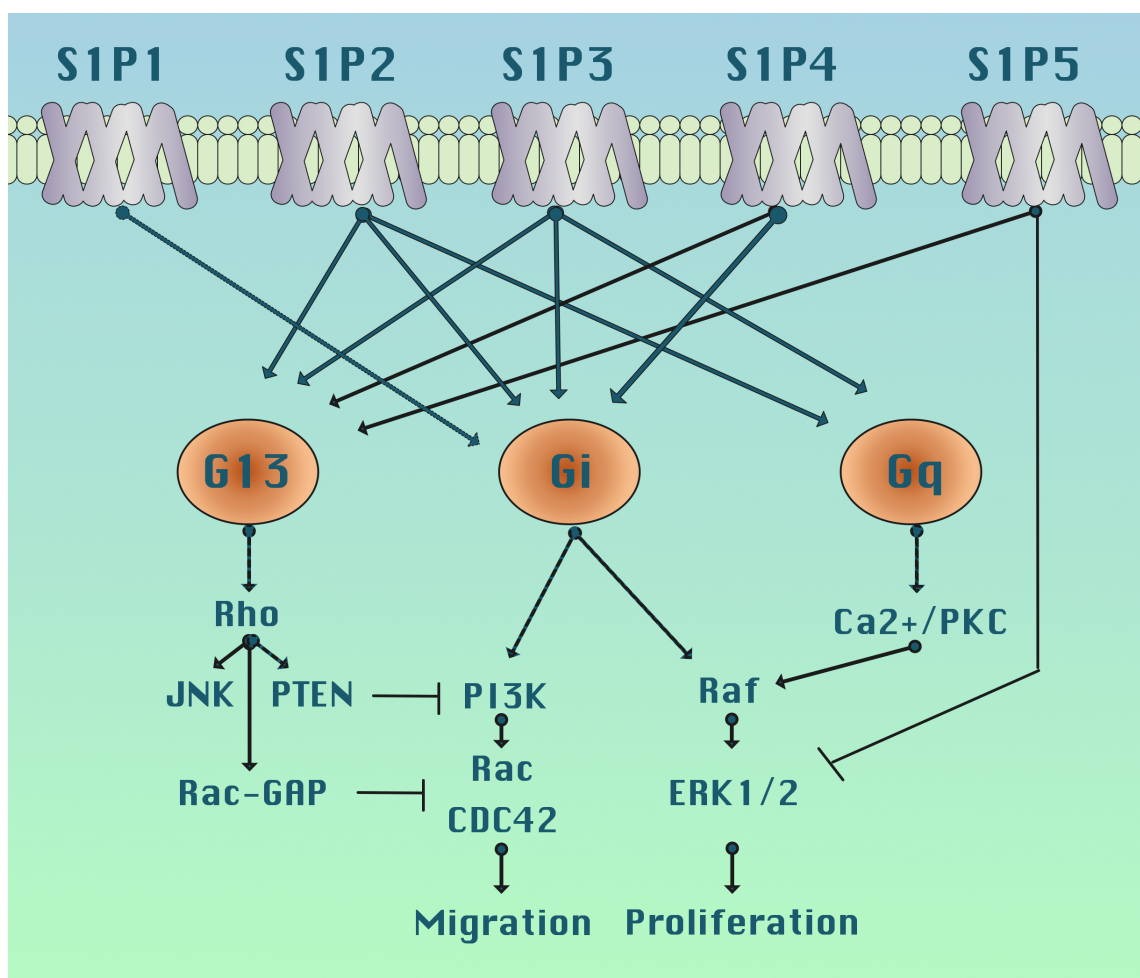 S1P1 S1P2 S1P3 S1P4 S1P5
G13 Gi Gq
Rho
Ca2+/PKC
JNK PTEN PI3K Raf
Rac
Rac-GAP ERK1/2
CDC42
Migration Proliferation